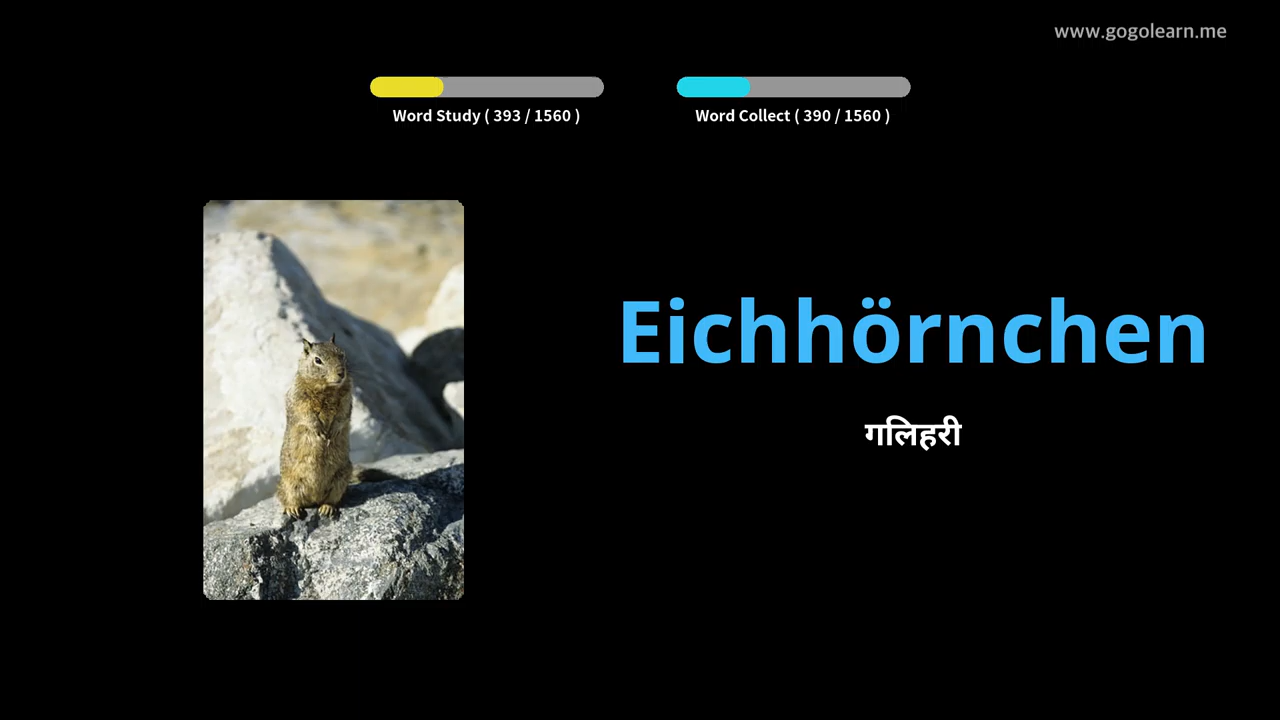 www.gogolearn.me
Word Study ( 393 / 1560 )
Word Collect ( 390 / 1560 )
Eichhörnchen
गलिहरी